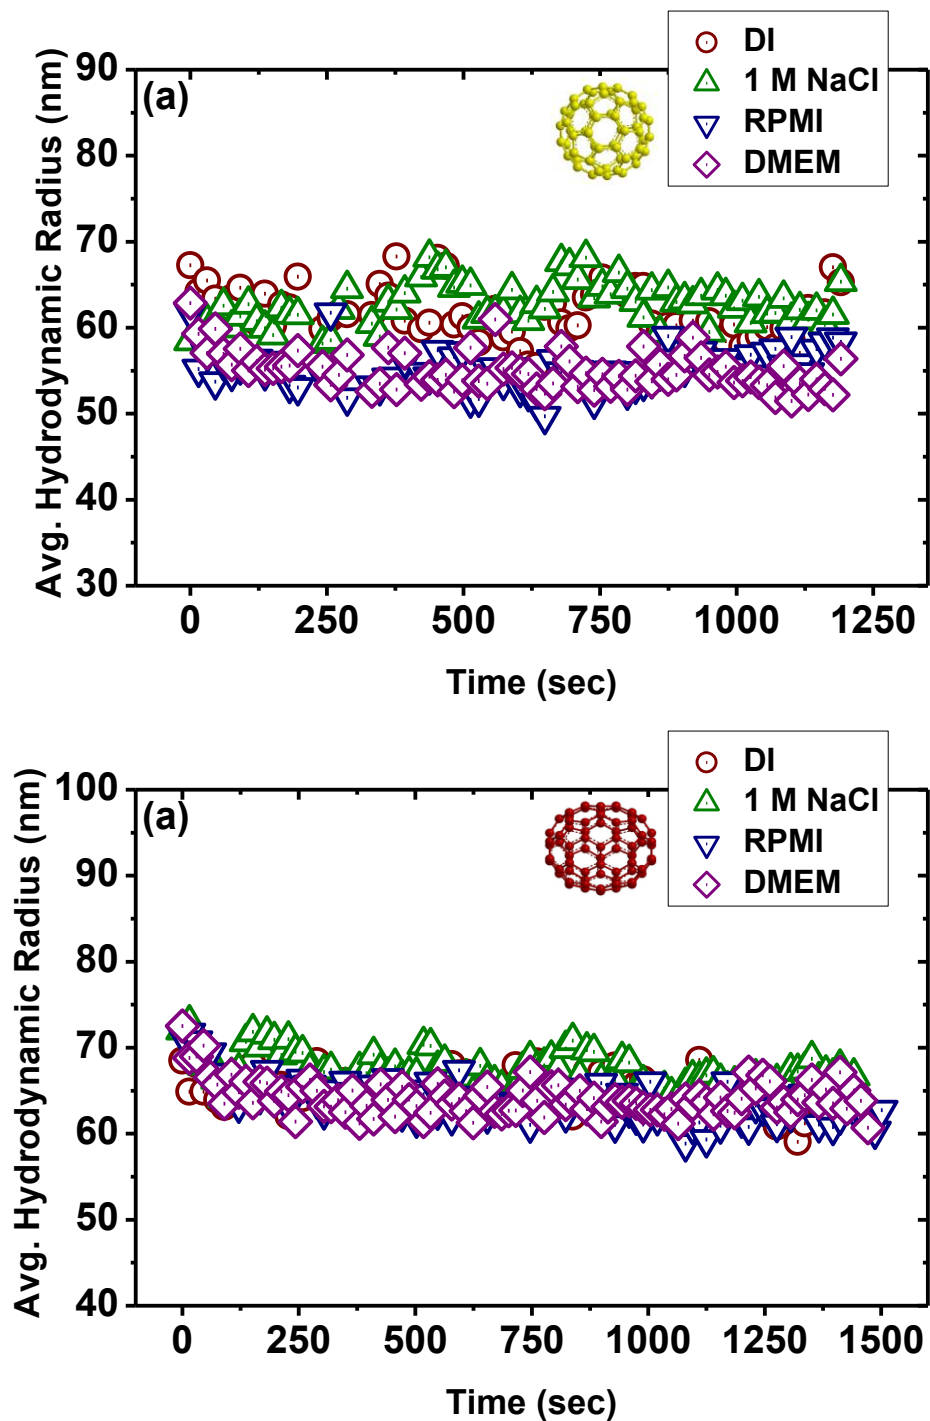 DI
1 M NaCl
RPMI
DMEM
(a)
90
80
70
60
50
40
30
Avg. Hydrodynamic Radius (nm)
0 250 500 750 1000 1250
Time (sec)
DI
1 M NaCl
RPMI
DMEM
(a)
100
90
80
70
60
50
40
Avg. Hydrodynamic Radius (nm)
0 250 500 750 1000 1250 1500
Time (sec)